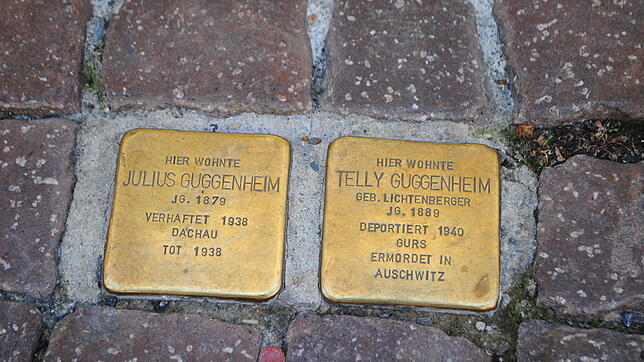 HIER WOHNTE
JULIUS GUGGENHEIM
JG. 1879
VERHAFTET 1938
DACHAU
TOT 1938
HIER WOHNTE
TELLY GUGGENHEIM
GEB. LICHTENBERGER
JG. 1889
DEPORTIERT 1940
GURS
ERMORDET IN
AUSCHWITZ